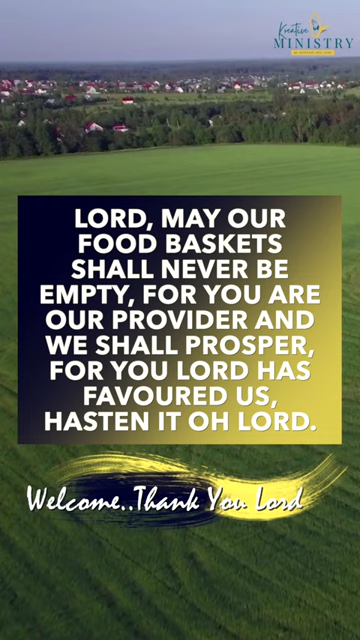 Kreative
MINISTRY
LORD, MAY OUR
FOOD BASKETS
SHALL NEVER BE
EMPTY, FOR YOU ARE
OUR PROVIDER AND
WE SHALL PROSPER,
FOR YOU LORD HAS
FAVOURED US,
HASTEN IT OH LORD.
Welcome..Thank You Lord